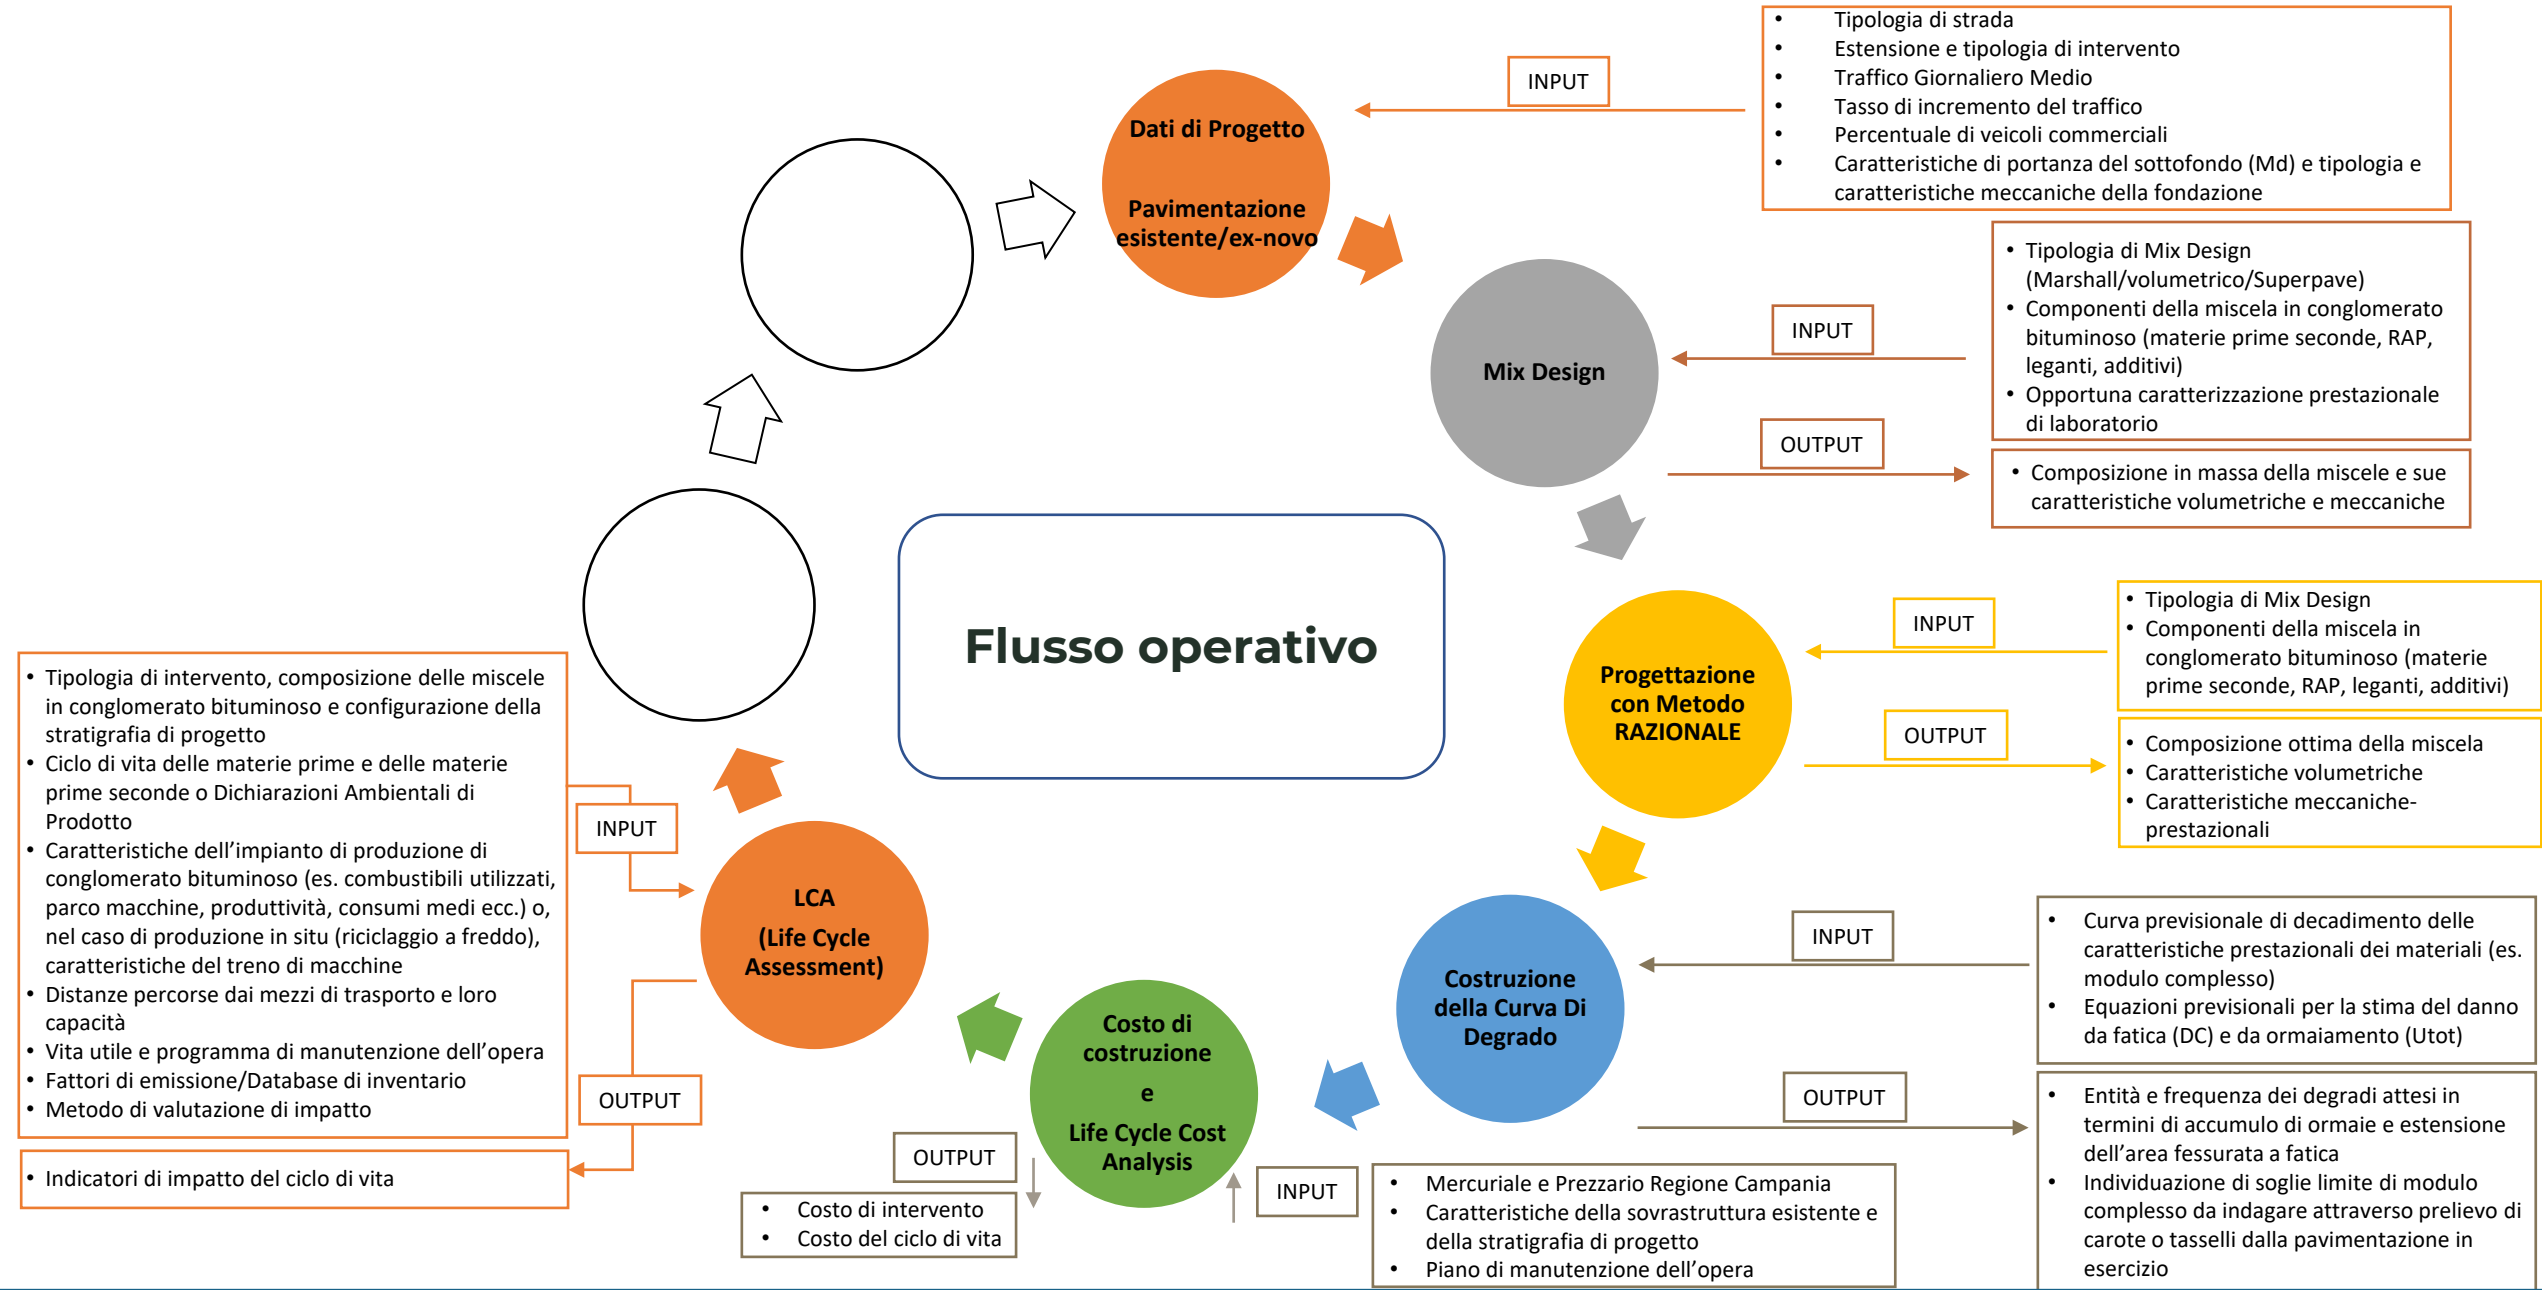 Dati di Progetto
Pavimentazione
esistente/ex-novo
INPUT
• Tipologia di strada
• Estensione e tipologia di intervento
• Traffico Giornaliero Medio
• Tasso di incremento del traffico
• Percentuale di veicoli commerciali
• Caratteristiche di portanza del sottofondo (Md) e tipologia e
caratteristiche meccaniche della fondazione
Mix Design
INPUT
• Tipologia di Mix Design
(Marshall/volumetrico/Superpave)
• Componenti della miscela in conglomerato
bituminoso (materie prime seconde, RAP,
leganti, additivi)
• Opportuna caratterizzazione prestazionale
di laboratorio
OUTPUT
• Composizione in massa della miscele e sue
caratteristiche volumetriche e meccaniche
Flusso operativo
Progettazione
con Metodo
RAZIONALE
INPUT
• Tipologia di Mix Design
• Componenti della miscela in
conglomerato bituminoso (materie
prime seconde, RAP, leganti, additivi)
OUTPUT
• Composizione ottima della miscela
• Caratteristiche volumetriche
• Caratteristiche meccaniche-
prestazionali
Costruzione
della Curva Di
Degrado
INPUT
• Curva previsionale di decadimento delle
caratteristiche prestazionali dei materiali (es.
modulo complesso)
• Equazioni previsionali per la stima del danno
da fatica (DC) e da ormaiamento (Utot)
OUTPUT
• Entità e frequenza dei degradi attesi in
termini di accumulo di ormaie e estensione
dell'area fessurata a fatica
• Individuazione di soglie limite di modulo
complesso da indagare attraverso prelievo di
carote o tasselli dalla pavimentazione in
esercizio
Costo di
costruzione
e
Life Cycle Cost
Analysis
INPUT
• Mercuriale e Prezzario Regione Campania
• Caratteristiche della sovrastruttura esistente e
della stratigrafia di progetto
• Piano di manutenzione dell'opera
OUTPUT
• Costo di intervento
• Costo del ciclo di vita
LCA
(Life Cycle
Assessment)
INPUT
• Tipologia di intervento, composizione delle miscele
in conglomerato bituminoso e configurazione della
stratigrafia di progetto
• Ciclo di vita delle materie prime e delle materie
prime seconde o Dichiarazioni Ambientali di
Prodotto
• Caratteristiche dell'impianto di produzione di
conglomerato bituminoso (es. combustibili utilizzati,
parco macchine, produttività, consumi medi ecc.) o,
nel caso di produzione in situ (riciclaggio a freddo),
caratteristiche del treno di macchine
• Distanze percorse dai mezzi di trasporto e loro
capacità
• Vita utile e programma di manutenzione dell'opera
• Fattori di emissione/Database di inventario
• Metodo di valutazione di impatto
OUTPUT
• Indicatori di impatto del ciclo di vita